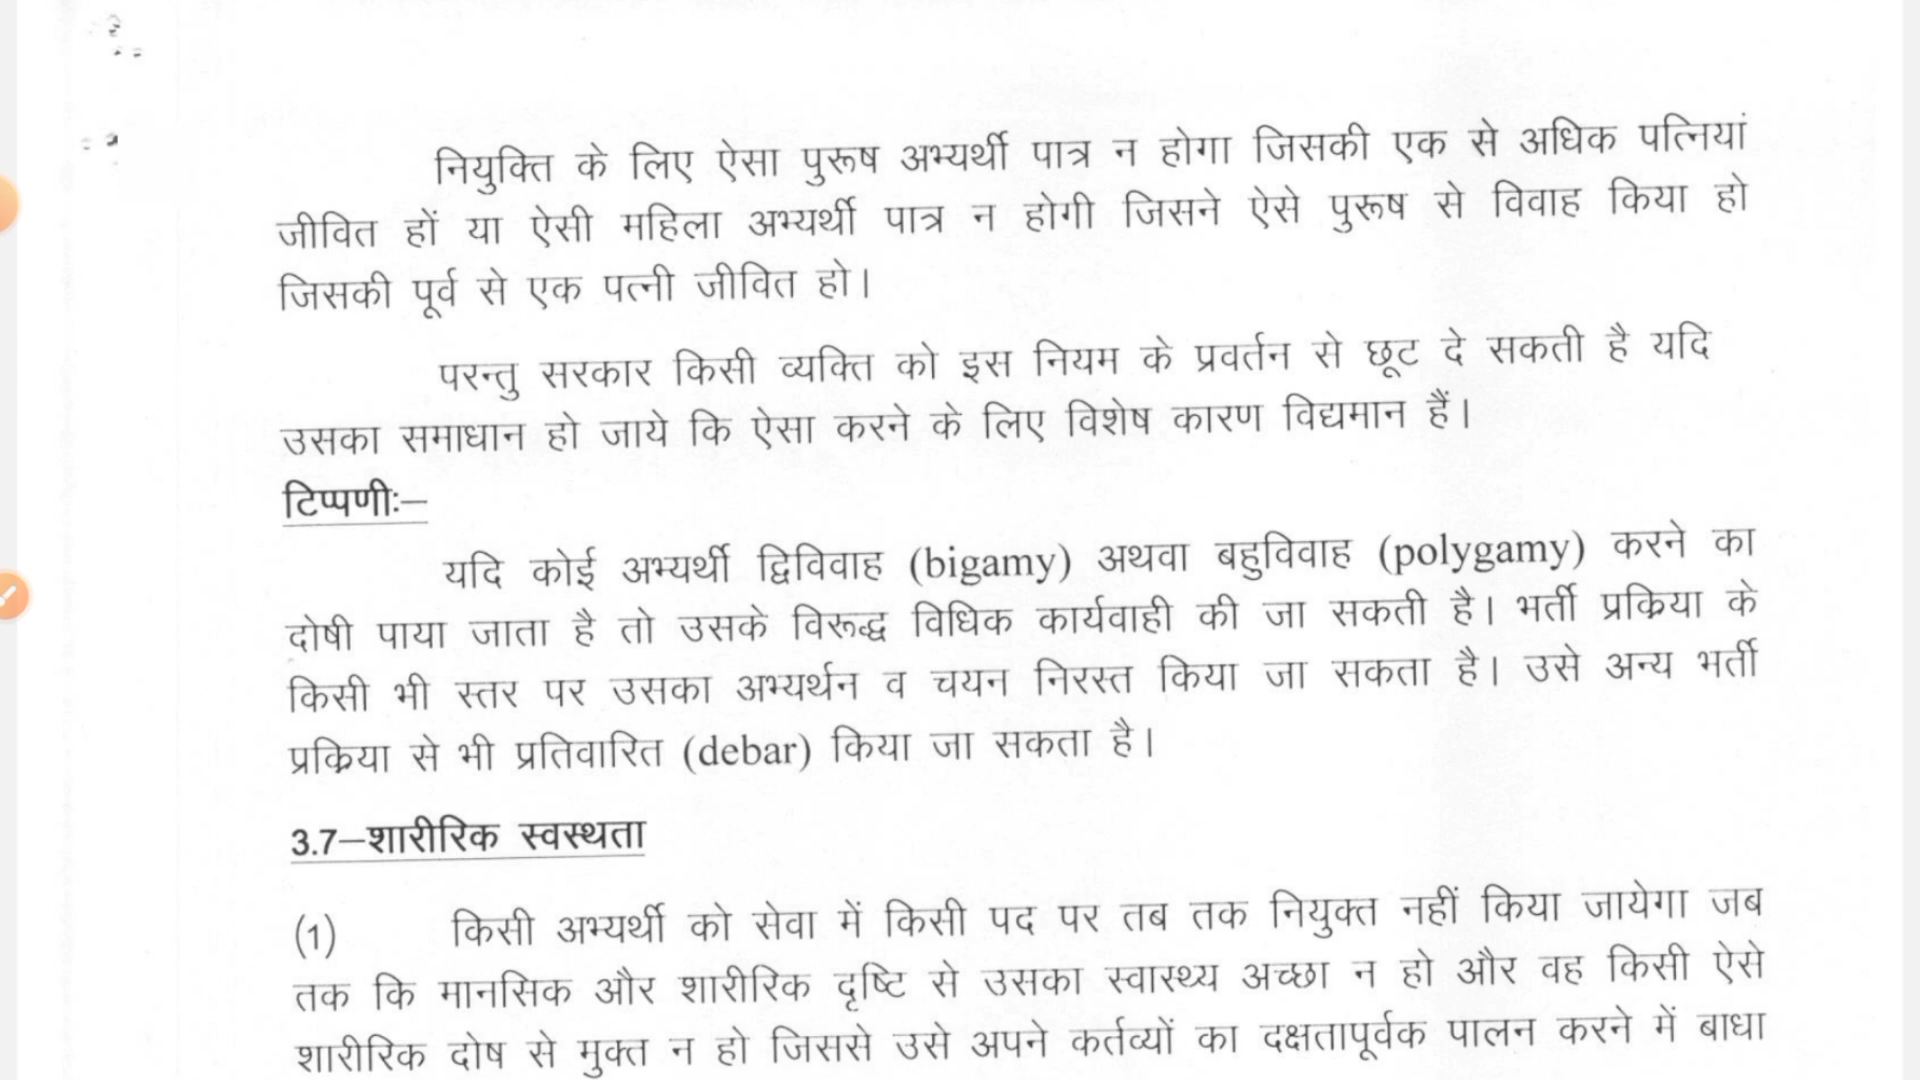 नियुक्ति के लिए ऐसा पुरूष अभ्यर्थी पात्र न होगा जिसकी एक से अधिक पत्नियां
जीवित हों या ऐसी महिला अभ्यर्थी पात्र न होगी जिसने ऐसे पुरूष से विवाह किया हो
जिसकी पूर्व से एक पत्नी जीवित हो।
परन्तु सरकार किसी व्यक्ति को इस नियम के प्रवर्तन से छूट दे सकती है यदि
उसका समाधान हो जाये कि ऐसा करने के लिए विशेष कारण विद्यमान हैं।
टिप्पणीः–
यदि कोई अभ्यर्थी द्विविवाह (bigamy) अथवा बहुविवाह (polygamy) करने का
दोषी पाया जाता है तो उसके विरूद्ध विधिक कार्यवाही की जा सकती है। भर्ती प्रक्रिया के
किसी भी स्तर पर उसका अभ्यर्थन व चयन निरस्त किया जा सकता है। उसे अन्य भर्ती
प्रक्रिया से भी प्रतिवारित (debar) किया जा सकता है।
3.7–शारीरिक स्वस्थता
(1) किसी अभ्यर्थी को सेवा में किसी पद पर तब तक नियुक्त नहीं किया जायेगा जब
तक कि मानसिक और शारीरिक दृष्टि से उसका स्वास्थ्य अच्छा न हो और वह किसी ऐसे
शारीरिक दोष से मुक्त न हो जिससे उसे अपने कर्तव्यों का दक्षतापूर्वक पालन करने में बाधा